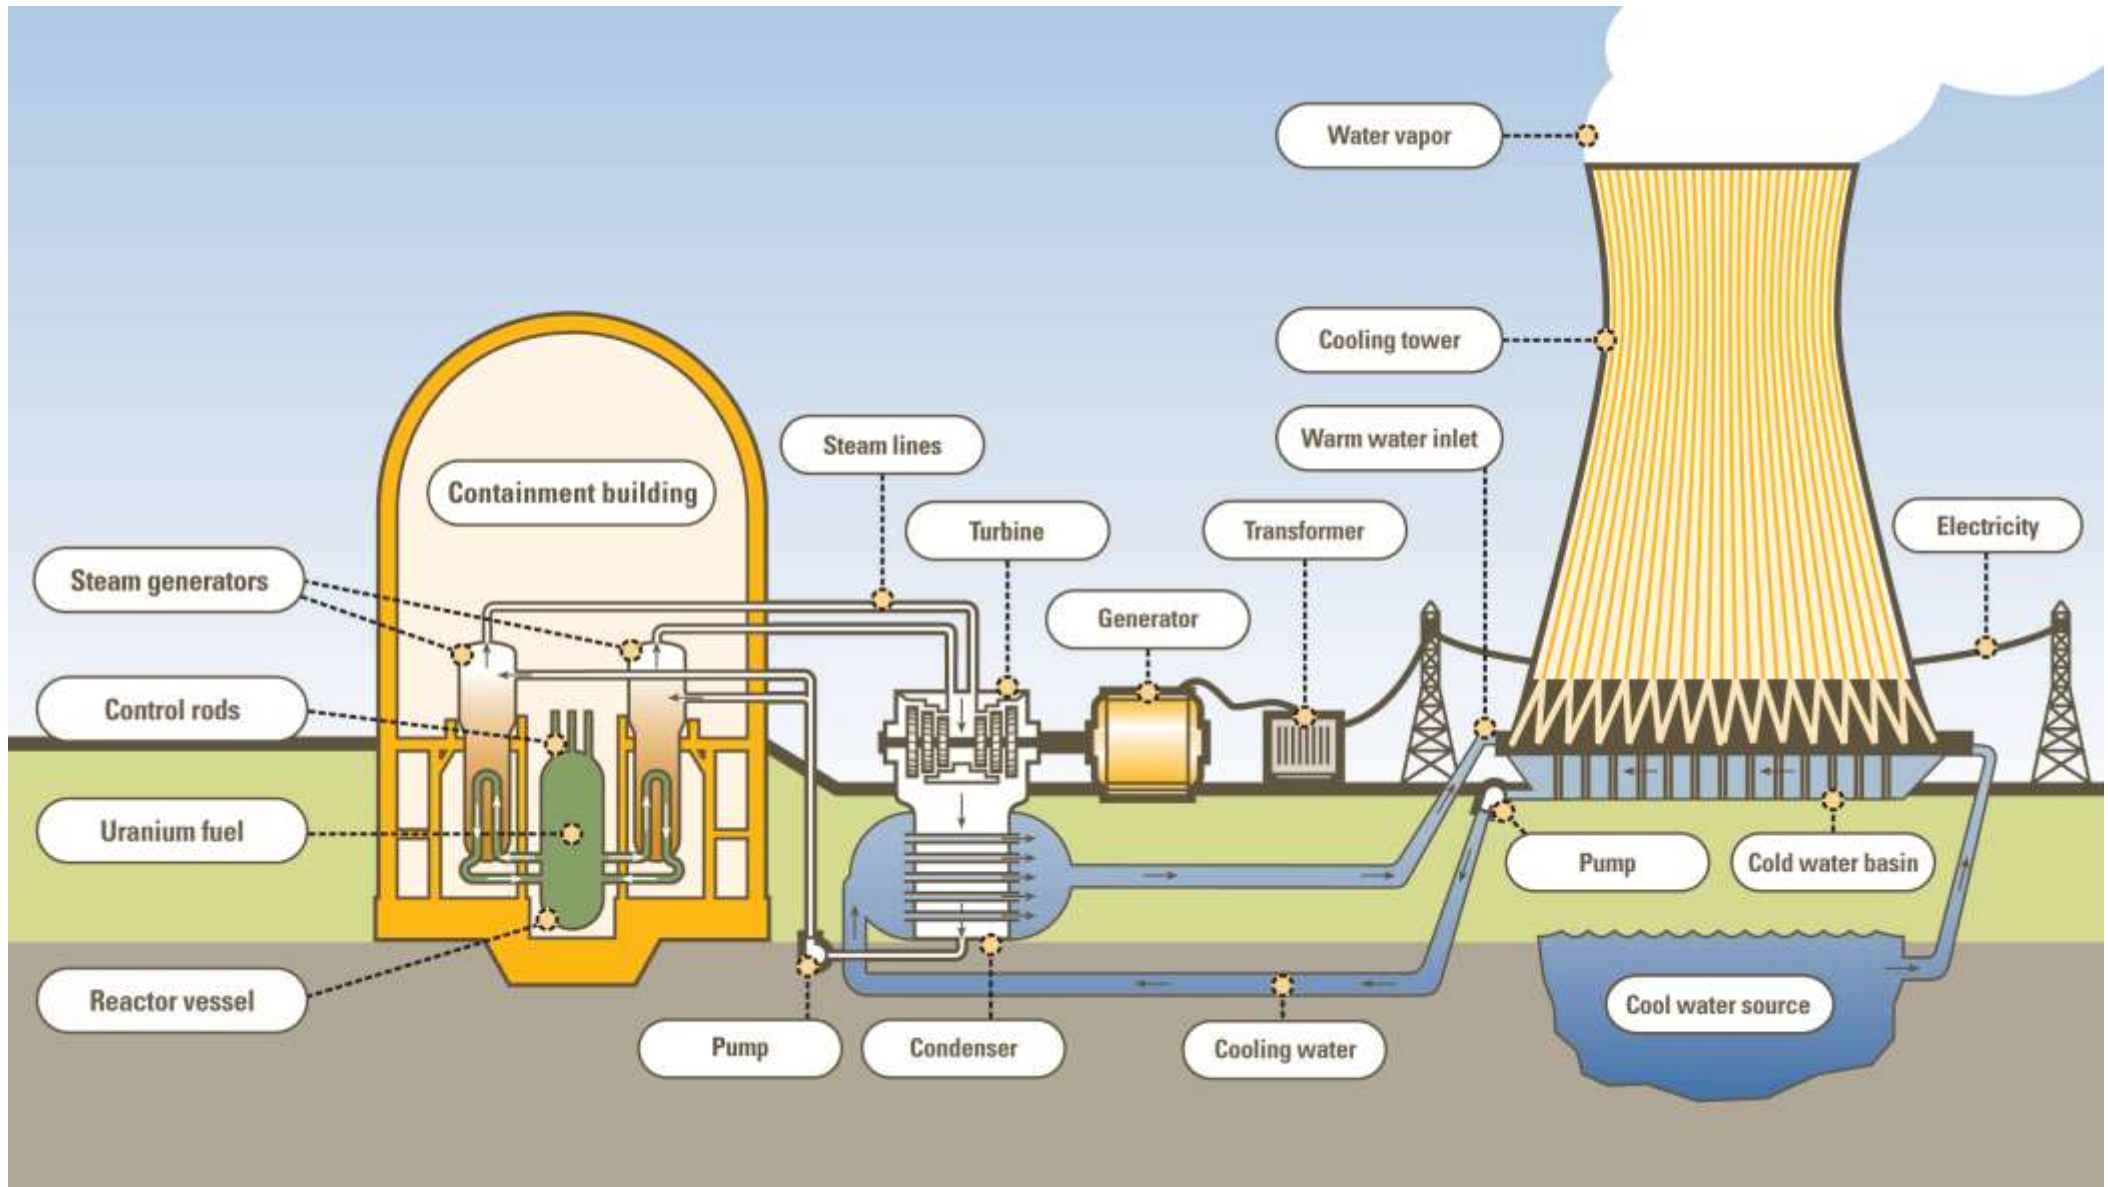 Water vapor
Cooling tower
Warm water inlet
Steam lines
Containment building
Electricity
Turbine
Transformer
Steam generators
Generator
Control rods
Uranium fuel
Pump
Cold water basin
Reactor vessel
Cool water source
Pump
Condenser
Cooling water